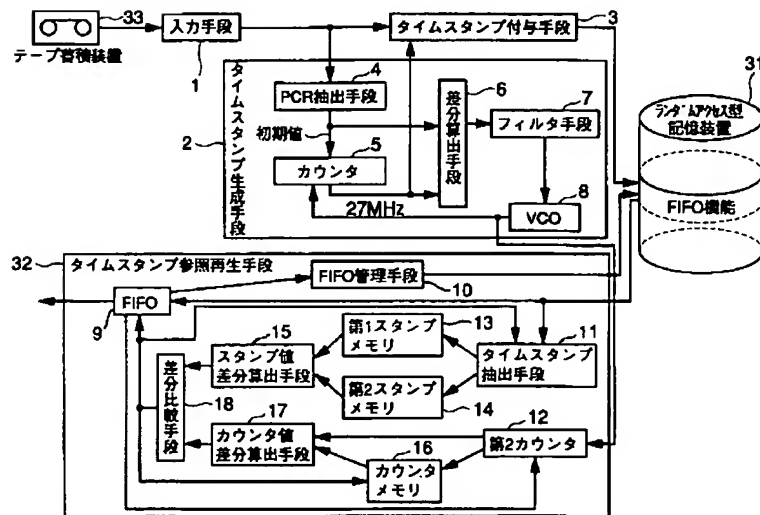 33
テープ蓄積装置
入力手段
1
タイムスタンプ付与手段
3
タイムスタンプ生成手段
2
PCR抽出手段
4
初期値
カウンタ
5
差分算出手段
6
フィルタ手段
7
VCO
8
27MHz
31
ランダムアクセス型
記憶装置
FIFO機能
32
タイムスタンプ参照再生手段
FIFO管理手段
10
FIFO
9
第1スタンプ
メモリ
13
タイムスタンプ
抽出手段
11
スタンプ値
差分算出手段
15
第2スタンプ
メモリ
14
差分比較手段
18
カウンタ値
差分算出手段
17
カウンタ
メモリ
16
第2カウンタ
12